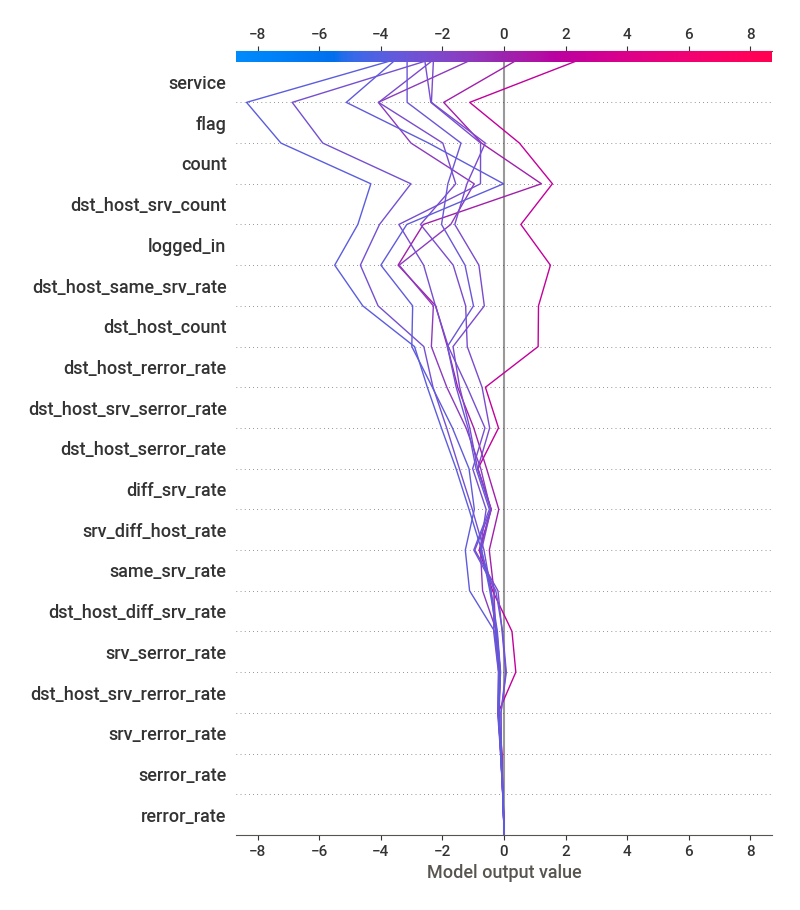 −8 −6 −4 −2 0 2 4 6 8
service
flag
count
dst_host_srv_count
logged_in
dst_host_same_srv_rate
dst_host_count
dst_host_rerror_rate
dst_host_srv_serror_rate
dst_host_serror_rate
diff_srv_rate
srv_diff_host_rate
same_srv_rate
dst_host_diff_srv_rate
srv_serror_rate
dst_host_srv_rerror_rate
srv_rerror_rate
serror_rate
rerror_rate
−8 −6 −4 −2 0 2 4 6 8
Model output value